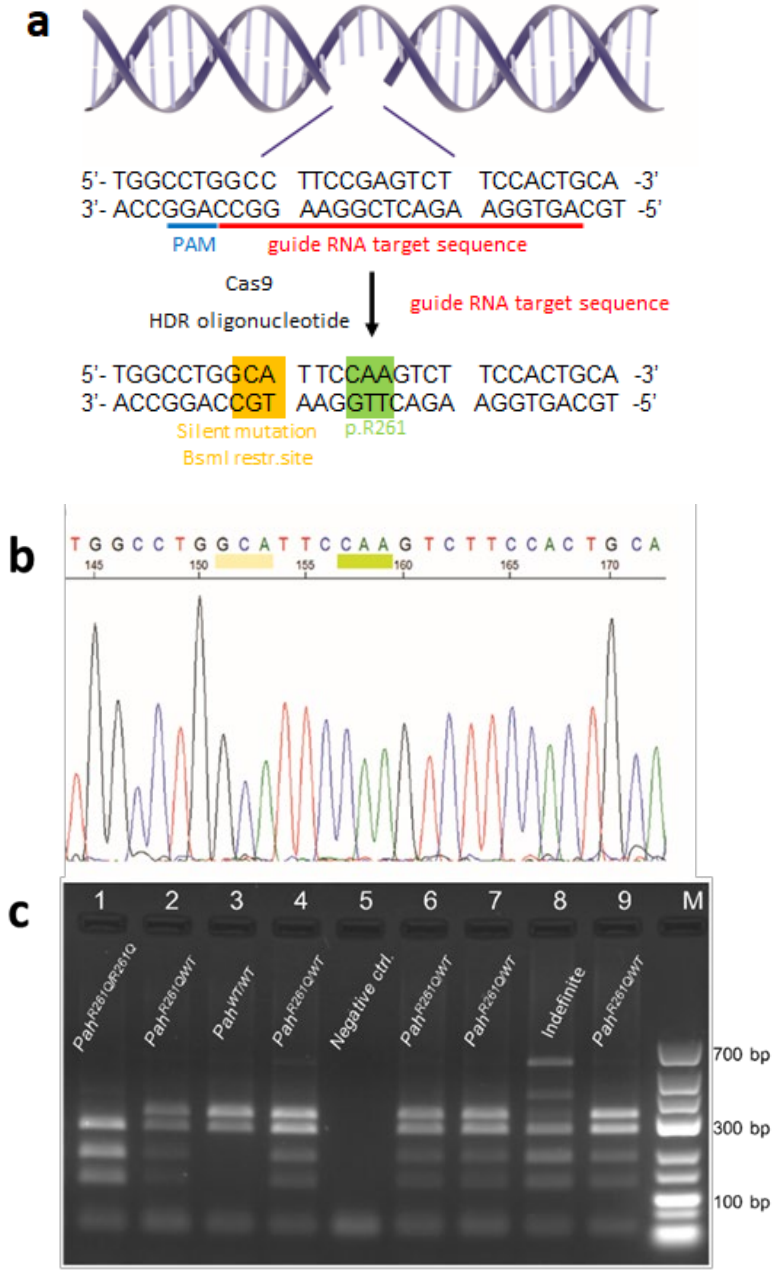 a
5'- TGGCCTGGCC TTCCGAGTCT TCCACTGCA -3'
3'- ACCGGACCGG AAGGCTCAGA AGGTGACGT -5'
PAM guide RNA target sequence
Cas9
guide RNA target sequence
HDR oligonucleotide
5'- TGGCCTGGCA T TCCAAGTCT TCCACTGCA -3'
3'- ACCGGACCGT AAGGTTCAGA AGGTGACGT -5'
Silent mutation p.R261
BsmI restr.site
b
T G G C C T G G C A T T C C A A G T C T T C C A C T G C A
145 150 155 160 165 170
c
1 2 3 4 5 6 7 8 9 M
Pah R261Q/R261Q
Pah R261Q/WT
Pah WT/WT
Pah R261Q/WT
Negative ctrl.
Pah R261Q/WT
Pah R261Q/WT
Indefinite
Pah R261Q/WT
700 bp
300 bp
100 bp